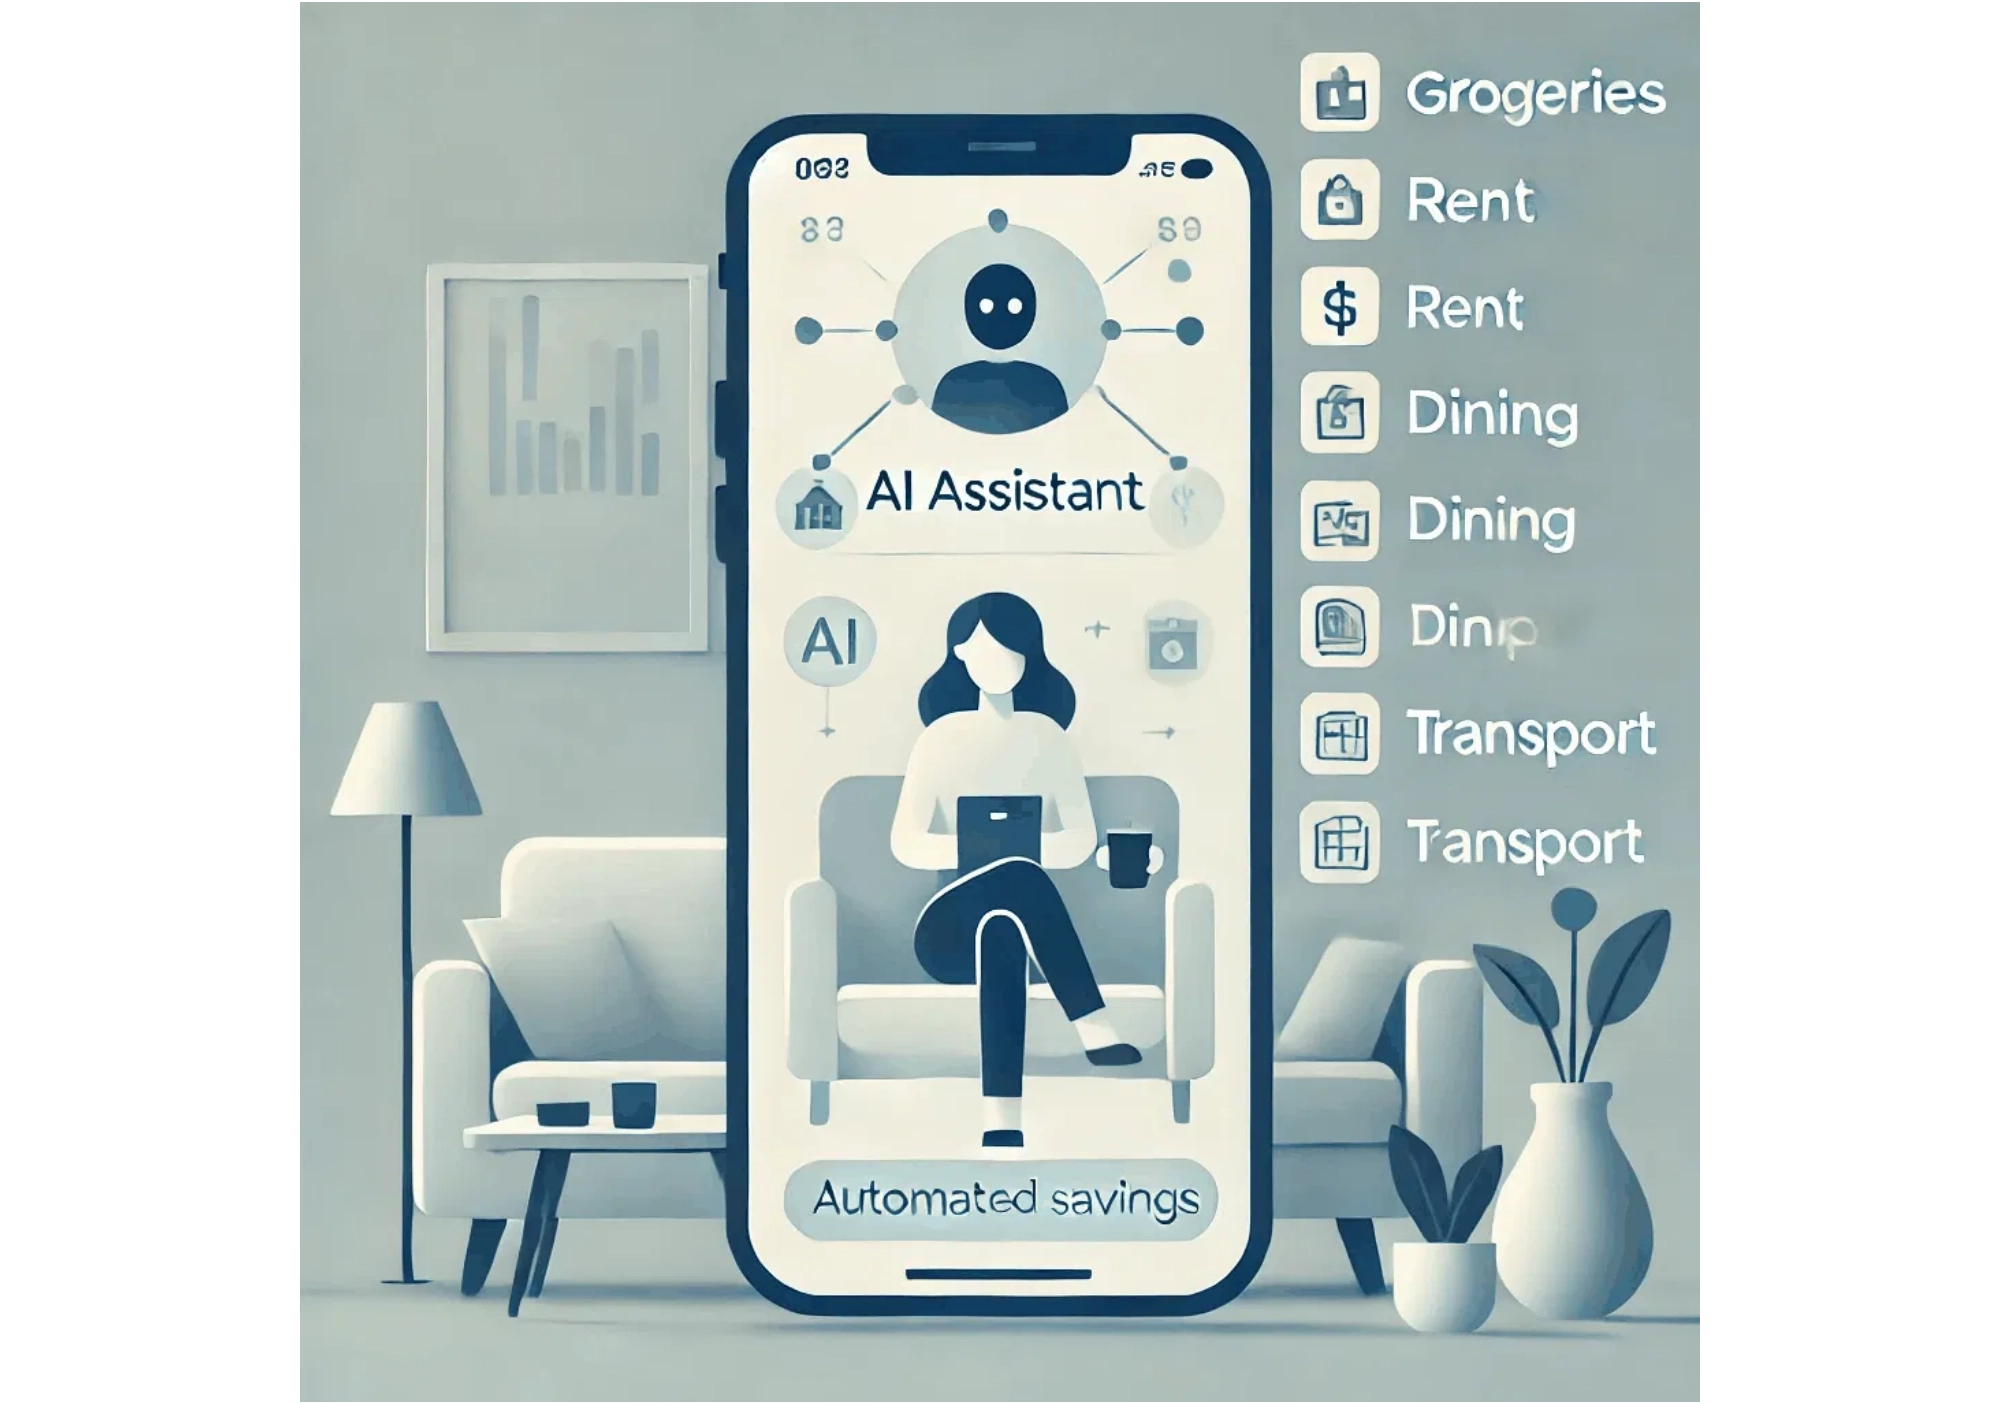 Grogeries
Rent
$ Rent
Dining
Dining
Transport
Tansport
AI Assistant
AI
Automated savings